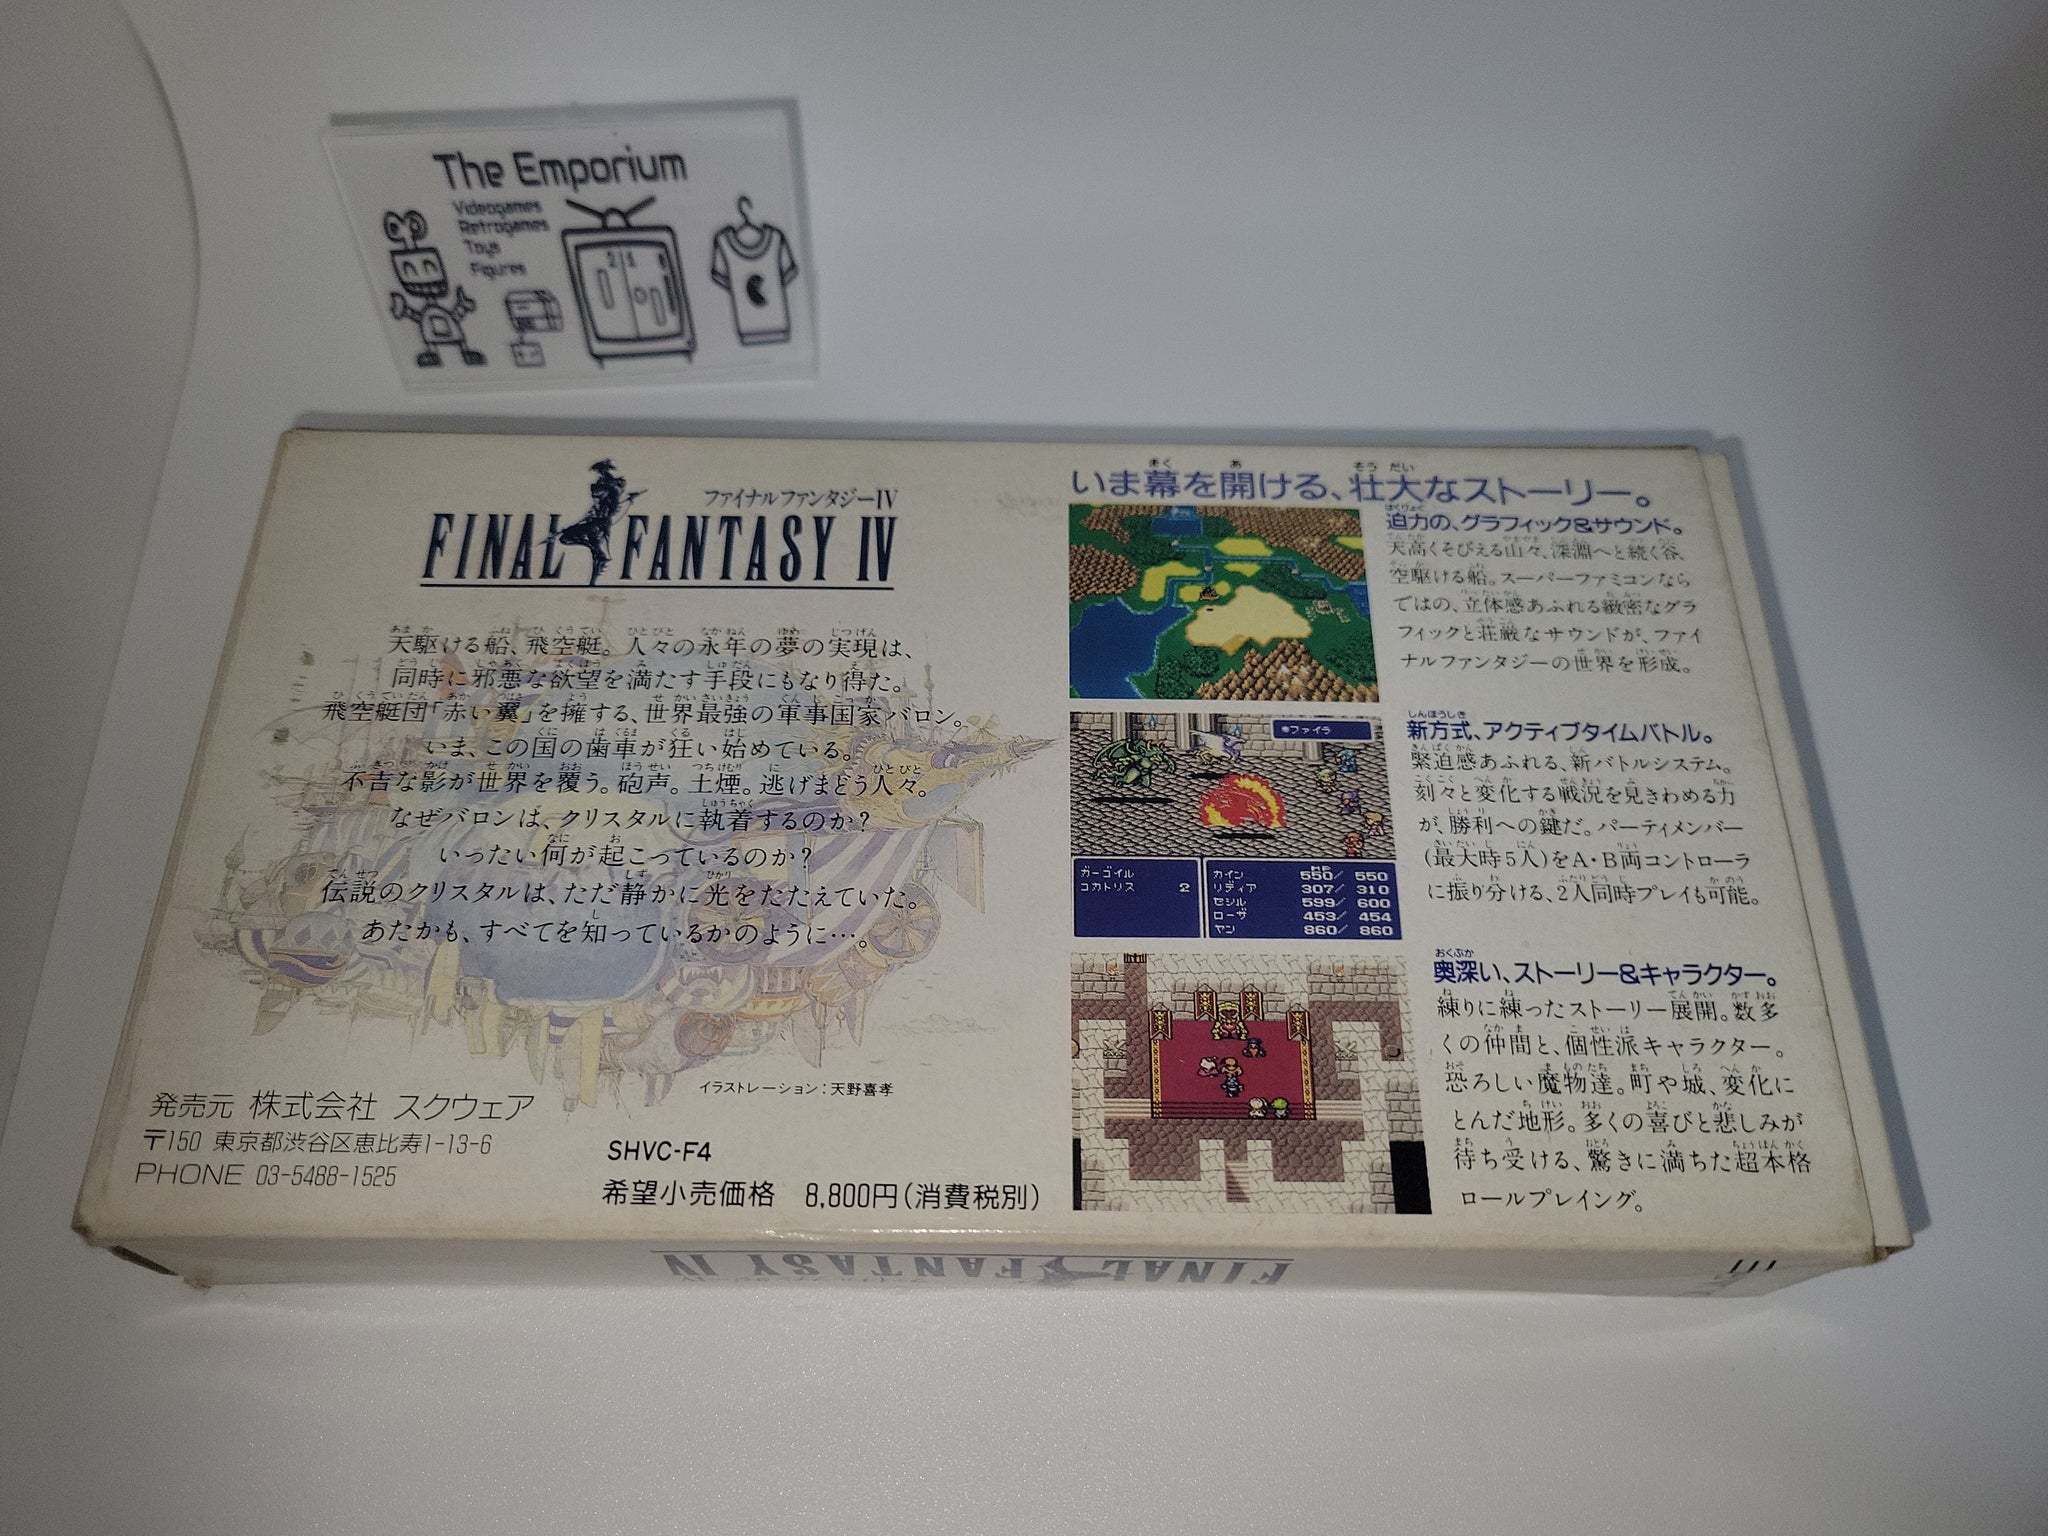 The Emporium
Videogames
Retrogames
Toys
Figures
ファイナルファンタジーIV
FINAL FANTASY IV
天駆ける船、飛空艇。人々の永年の夢の実現は、
同時に邪悪な欲望を満たす手段にもなり得た。
飛空艇団「赤い翼」を擁する、世界最強の軍事国家バロン。
いま、この国の歯車が狂い始めている。
不吉な影が世界を覆う。砲声。土煙。逃げまどう人々。
なぜバロンは、クリスタルに執着するのか?
いったい何が起こっているのか?
伝説のクリスタルは、ただ静かに光をたたえていた。
あたかも、すべてを知っているかのように…。
イラストレーション：天野喜孝
発売元 株式会社 スクウェア
〒150 東京都渋谷区恵比寿1-13-6
PHONE 03-5488-1525
SHVC-F4
希望小売価格 8,800円(消費税別)
いま幕を開ける、壮大なストーリー。
迫力の、グラフィック&サウンド。
天高くそびえる山々、深淵へと続く谷、
空駆ける船。スーパーファミコンなら
ではの、立体感あふれる緻密なグラ
フィックと荘厳なサウンドが、ファイ
ナルファンタジーの世界を形成。
ファイラ
ガーゴイル
コカトリス 2
HP
カイン 550/ 550
リディア 307/ 310
セシル 599/ 600
ローザ 453/ 454
ヤン 860/ 860
新方式、アクティブタイムバトル。
緊迫感あふれる、新バトルシステム。
刻々と変化する戦況を見きわめる力
が、勝利への鍵だ。パーティメンバー
(最大時5人)をA・B両コントローラ
に振り分ける、2人同時プレイも可能。
奥深い、ストーリー&キャラクター。
練りに練ったストーリー展開。数多
くの仲間と、個性派キャラクター。
恐ろしい魔物達。町や城、変化に
とんだ地形。多くの喜びと悲しみが
待ち受ける、驚きに満ちた超本格
ロールプレイング。
FINAL FANTASY IV